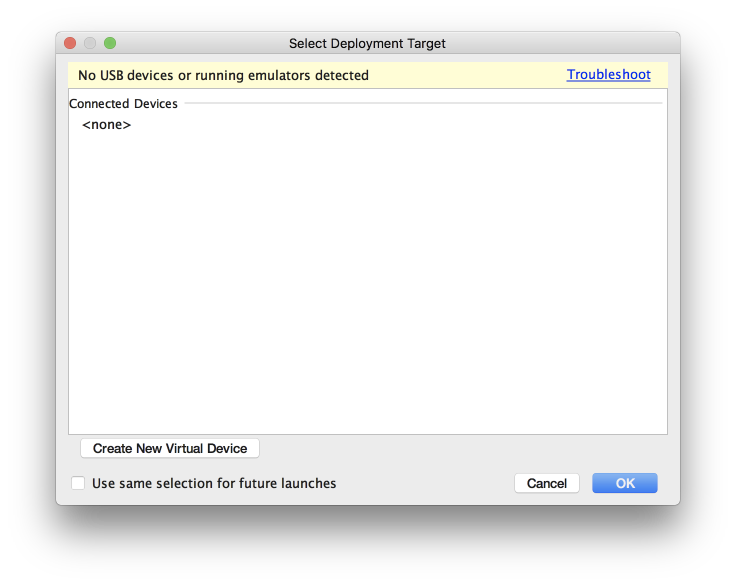 Select Deployment Target
No USB devices or running emulators detected
Troubleshoot
Connected Devices
<none>
Create New Virtual Device
Use same selection for future launches
Cancel
OK